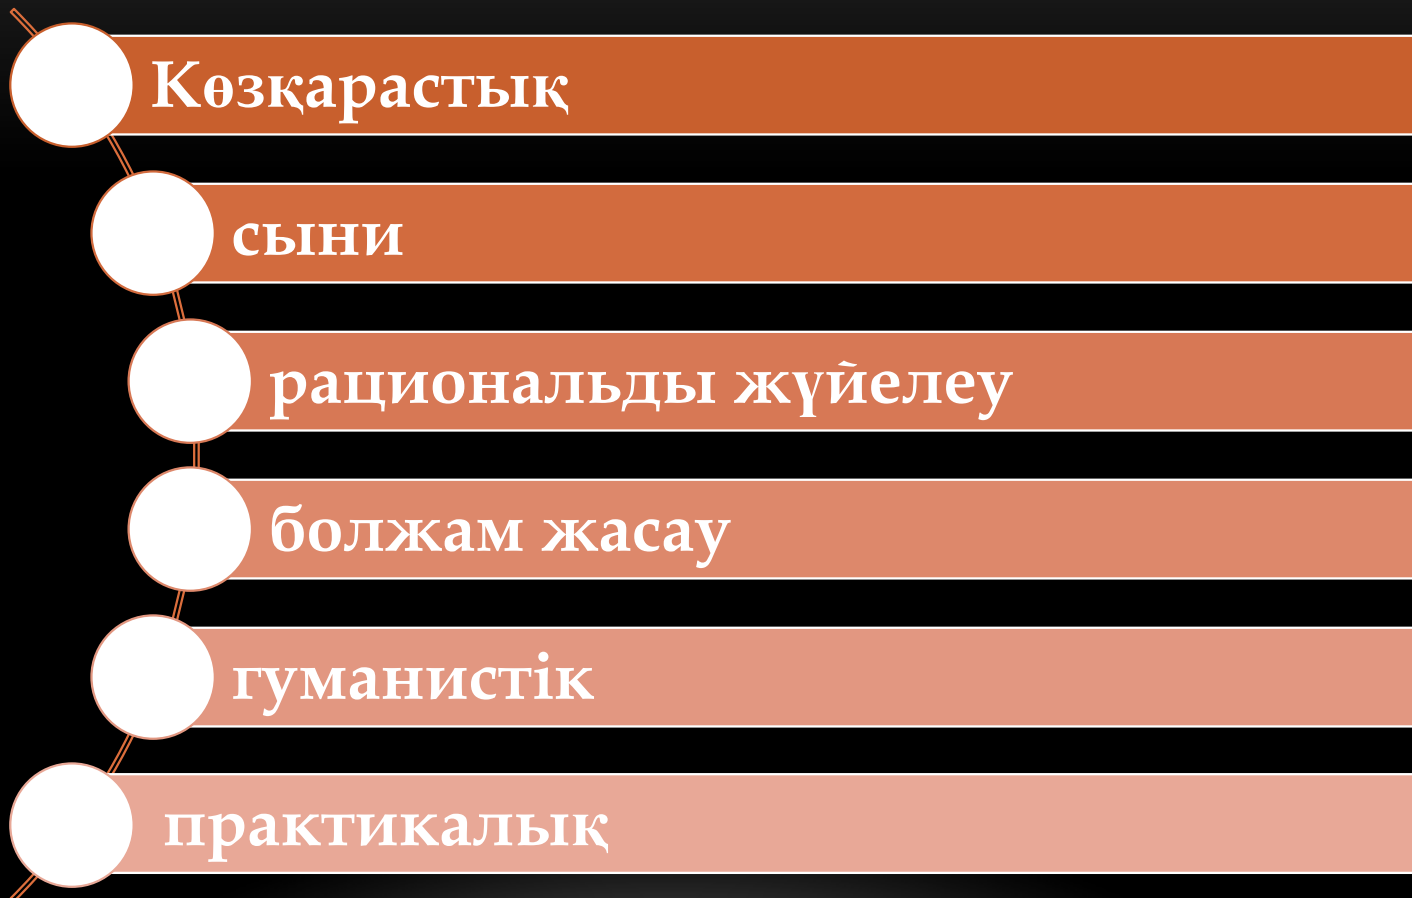 Көзқарастық
сыни
рациональды жүйелеу
болжам жасау
гуманистік
практикалық